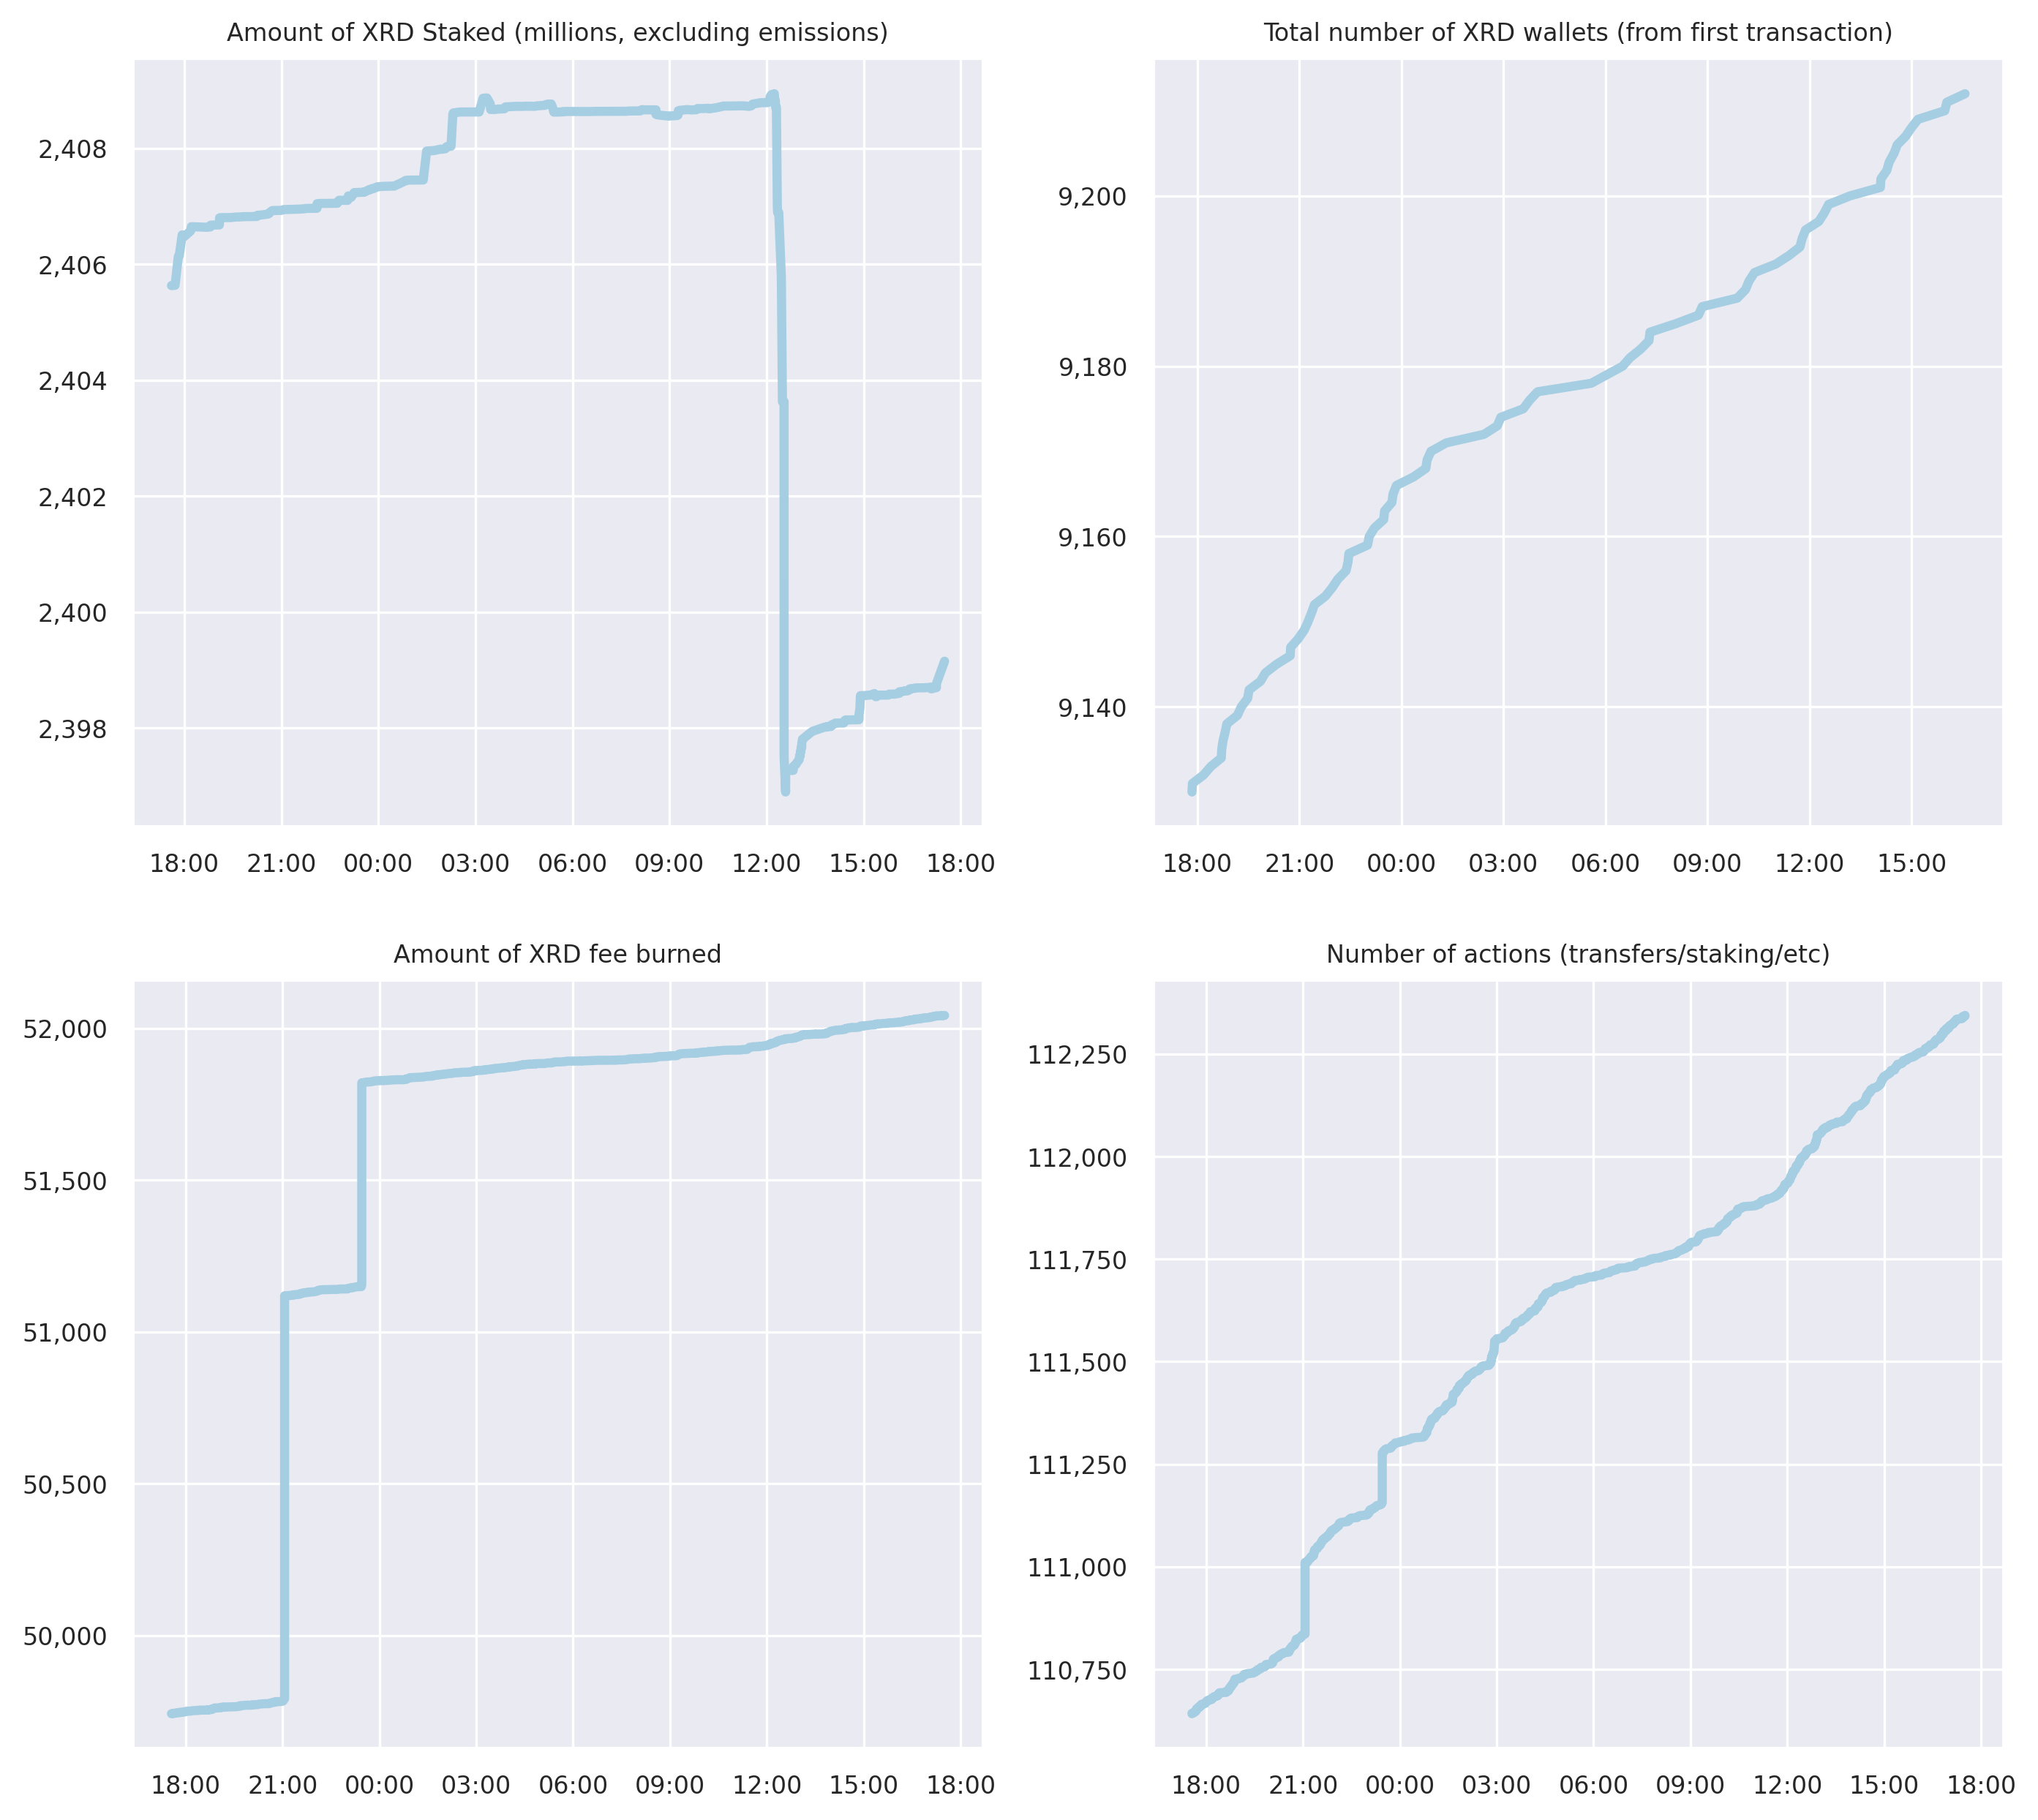 Amount of XRD Staked (millions, excluding emissions)
2,408
2,406
2,404
2,402
2,400
2,398
18:00 21:00 00:00 03:00 06:00 09:00 12:00 15:00 18:00
Total number of XRD wallets (from first transaction)
9,200
9,180
9,160
9,140
18:00 21:00 00:00 03:00 06:00 09:00 12:00 15:00
Amount of XRD fee burned
52,000
51,500
51,000
50,500
50,000
18:00 21:00 00:00 03:00 06:00 09:00 12:00 15:00 18:00
Number of actions (transfers/staking/etc)
112,250
112,000
111,750
111,500
111,250
111,000
110,750
18:00 21:00 00:00 03:00 06:00 09:00 12:00 15:00 18:00